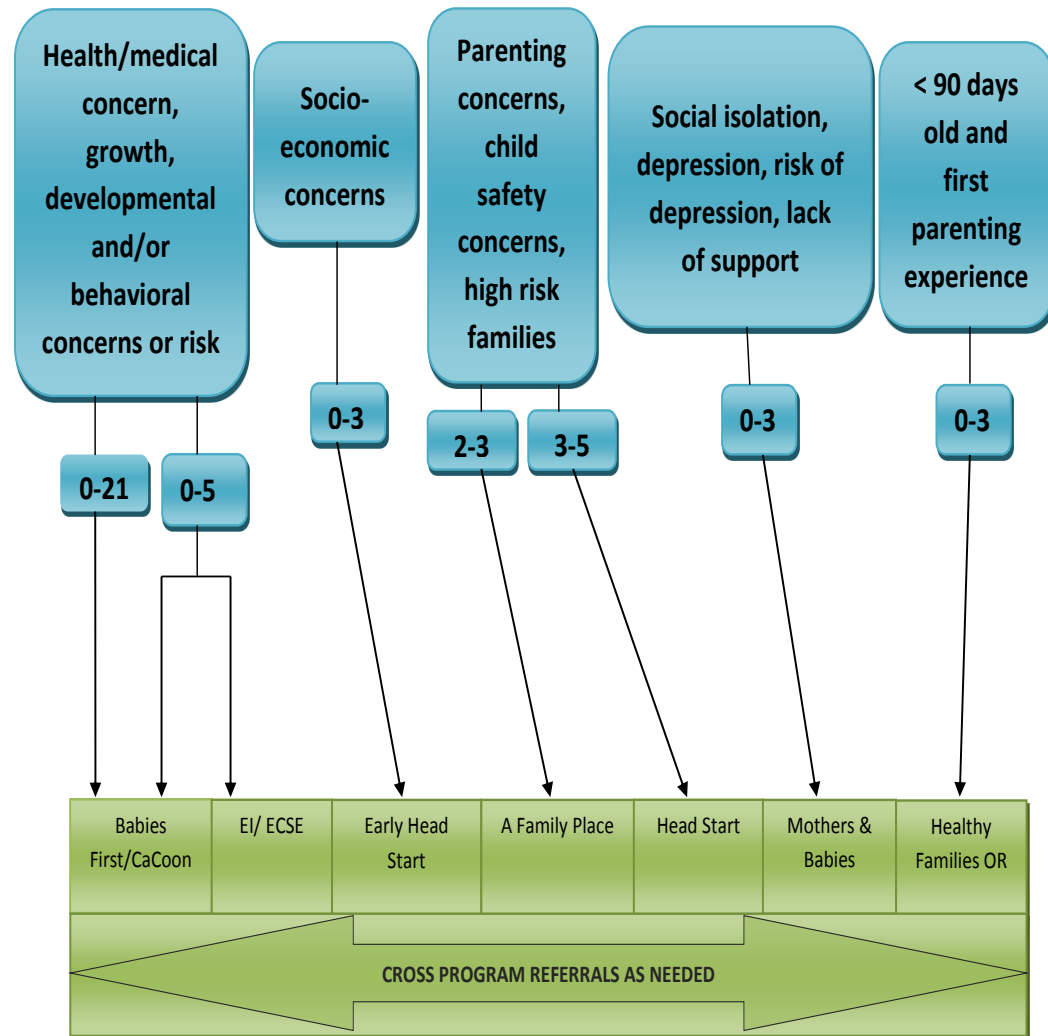 Health/medical
concern,
growth,
developmental
and/or
behavioral
concerns or risk
Socio-
economic
concerns
Parenting
concerns,
child
safety
concerns,
high risk
families
Social isolation,
depression, risk of
depression, lack
of support
< 90 days
old and
first
parenting
experience
0-21
0-5
0-3
2-3
3-5
0-3
0-3
Babies
First/CaCoon
EI/ ECSE
Early Head
Start
A Family Place
Head Start
Mothers &
Babies
Healthy
Families OR
CROSS PROGRAM REFERRALS AS NEEDED